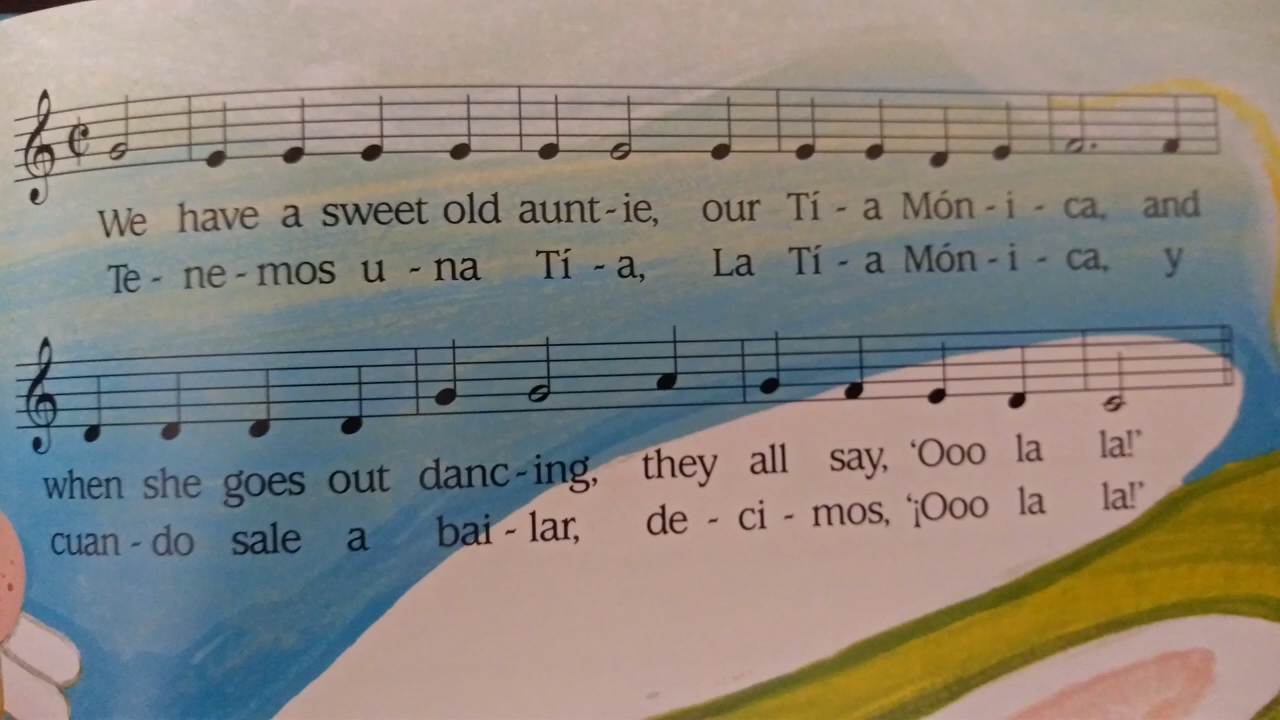 We have a sweet old aunt-ie, our Tí - a Món - i - ca, and
Te - ne - mos u - na Tí - a, La Tí - a Món - i - ca, y
when she goes out danc - ing, they all say, ‘Ooo la la!’
cuan - do sale a bai - lar, de - ci - mos, ‘¡Ooo la la!’